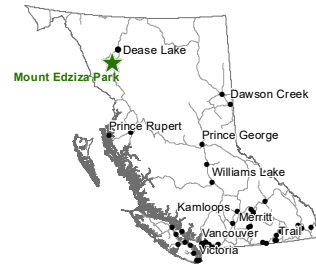 Dease Lake
Mount Edziza Park
Dawson Creek
Prince Rupert
Prince George
Williams Lake
Kamloops
Merritt
Vancouver
Trail
Victoria